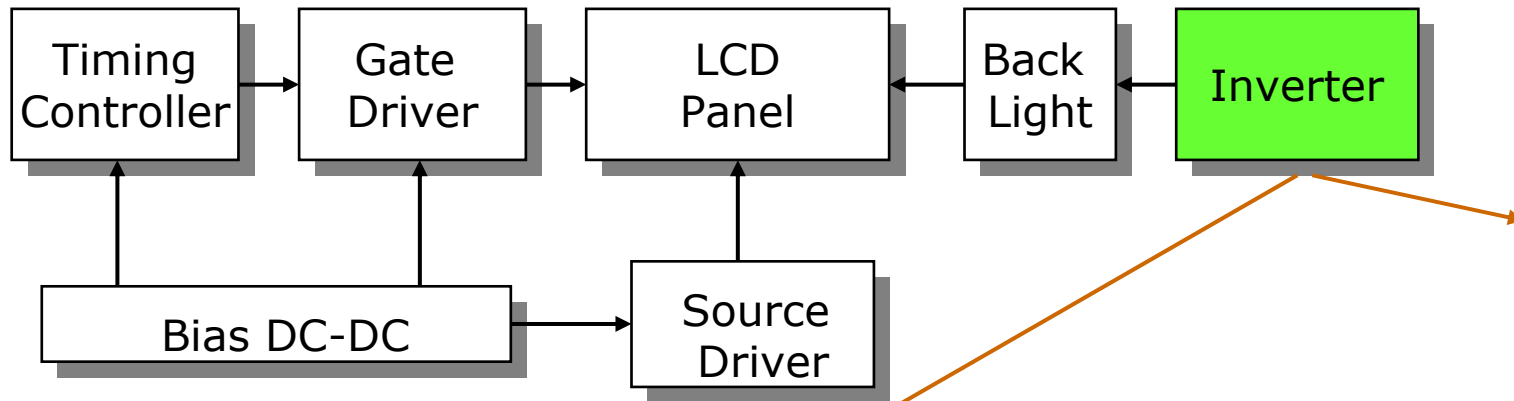 Timing
Controller
Gate
Driver
LCD
Panel
Back
Light
Inverter
Bias DC-DC
Source
Driver